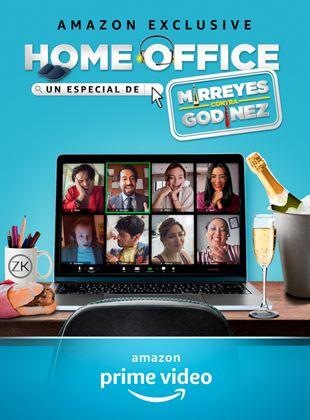 AMAZON EXCLUSIVE
HOME OFFICE
UN ESPECIAL DE
MIRREYES
CONTRA
GODINEZ
ZK
amazon
prime video